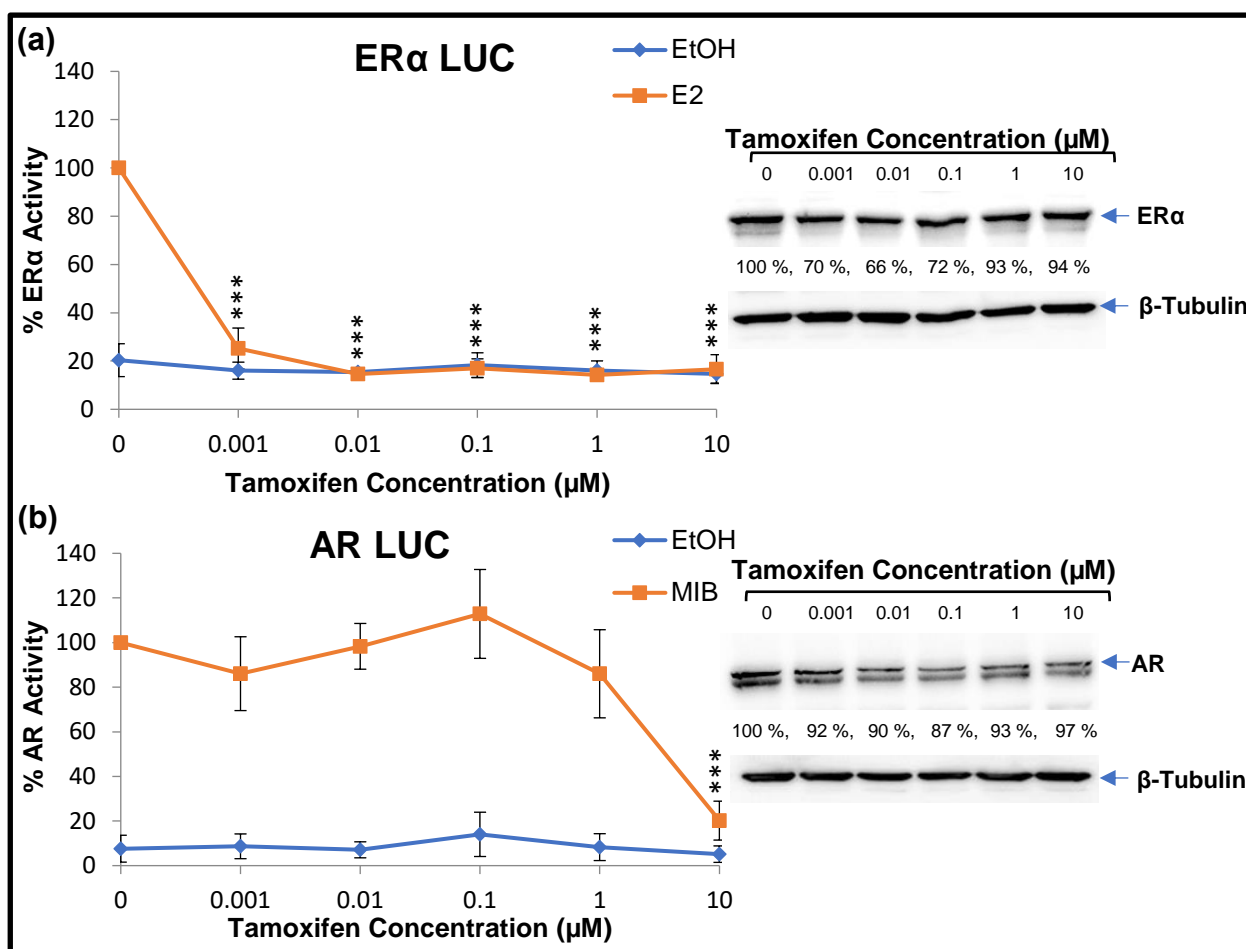 (a)
ERα LUC
EtOH
E2
140
120
100
80
60
40
20
0
% ERα Activity
***
***
***
***
***
0 0.001 0.01 0.1 1 10
Tamoxifen Concentration (µM)
Tamoxifen Concentration (µM)
0 0.001 0.01 0.1 1 10
ERα
100 %, 70 %, 66 %, 72 %, 93 %, 94 %
β-Tubulin
(b)
AR LUC
EtOH
MIB
140
120
100
80
60
40
20
0
% AR Activity
***
0 0.001 0.01 0.1 1 10
Tamoxifen Concentration (µM)
Tamoxifen Concentration (µM)
0 0.001 0.01 0.1 1 10
AR
100 %, 92 %, 90 %, 87 %, 93 %, 97 %
β-Tubulin